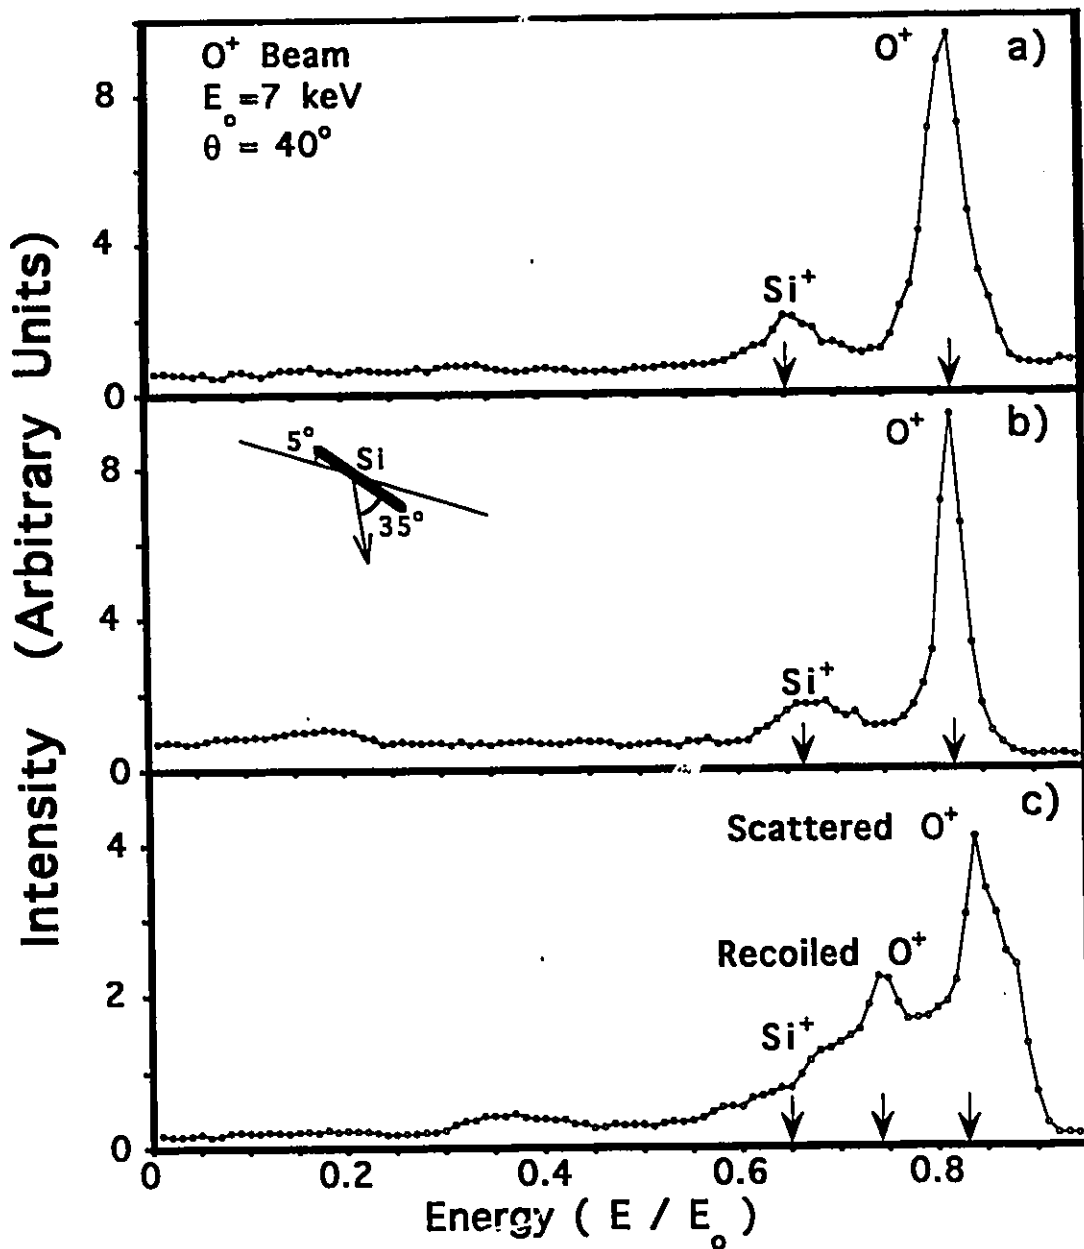 O⁺ Beam
E₀=7 keV
θ = 40°
O⁺
a)
8
4
0
Si⁺
O⁺
b)
5°
Si
35°
8
4
0
Si⁺
c)
Scattered O⁺
Recoiled O⁺
Si⁺
4
2
0
0 0.2 0.4 0.6 0.8
Energy ( E / E₀ )
Intensity (Arbitrary Units)